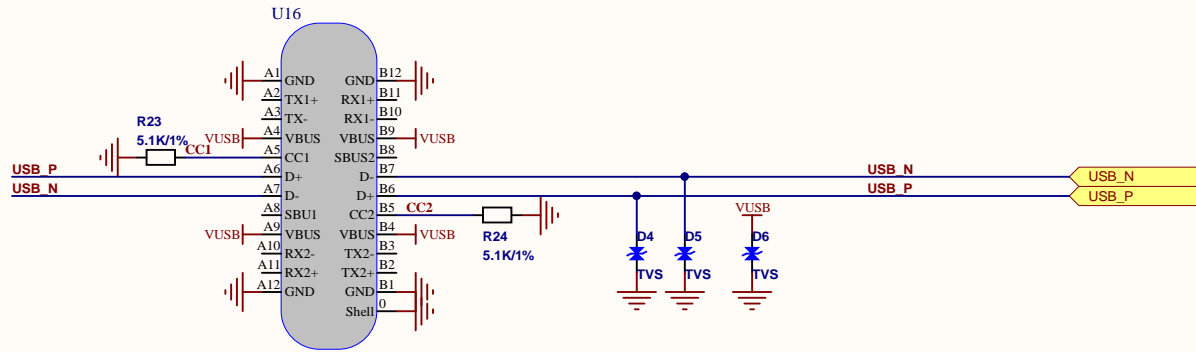 U16
A1 GND GND B12
A2 TX1+ RX1+ B11
A3 TX- RX1- B10
R23
5.1K/1% VUSB A4 VBUS VBUS B9 VUSB
CC1 A5 CC1 SBUS2 B8
USB_P A6 D+ D- B7 USB_N USB_N
USB_N A7 D- D+ B6 USB_P USB_P
A8 SBU1 CC2 B5 CC2 VUSB
VUSB A9 VBUS VBUS B4 VUSB R24 D4 D5 D6
A10 RX2- TX2- B3 5.1K/1%
A11 RX2+ TX2+ B2 TVS TVS TVS
A12 GND GND B1
Shell 0